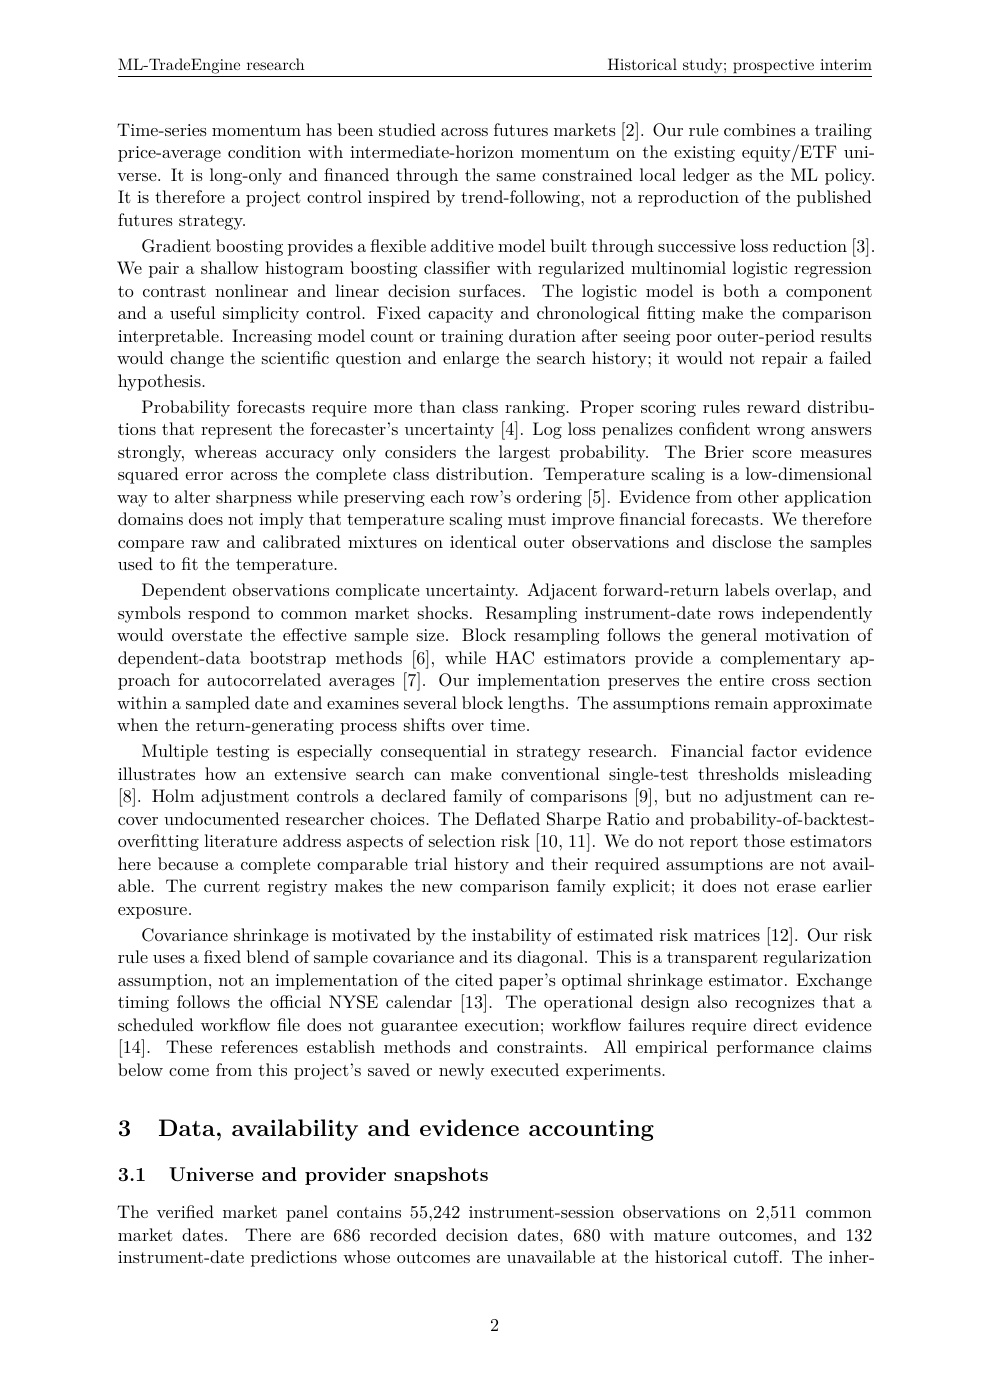 ML-TradeEngine research
Historical study; prospective interim
Time-series momentum has been studied across futures markets [2]. Our rule combines a trailing
price-average condition with intermediate-horizon momentum on the existing equity/ETF uni-
verse. It is long-only and financed through the same constrained local ledger as the ML policy.
It is therefore a project control inspired by trend-following, not a reproduction of the published
futures strategy.
Gradient boosting provides a flexible additive model built through successive loss reduction [3].
We pair a shallow histogram boosting classifier with regularized multinomial logistic regression
to contrast nonlinear and linear decision surfaces. The logistic model is both a component
and a useful simplicity control. Fixed capacity and chronological fitting make the comparison
interpretable. Increasing model count or training duration after seeing poor outer-period results
would change the scientific question and enlarge the search history; it would not repair a failed
hypothesis.
Probability forecasts require more than class ranking. Proper scoring rules reward distribu-
tions that represent the forecaster's uncertainty [4]. Log loss penalizes confident wrong answers
strongly, whereas accuracy only considers the largest probability. The Brier score measures
squared error across the complete class distribution. Temperature scaling is a low-dimensional
way to alter sharpness while preserving each row's ordering [5]. Evidence from other application
domains does not imply that temperature scaling must improve financial forecasts. We therefore
compare raw and calibrated mixtures on identical outer observations and disclose the samples
used to fit the temperature.
Dependent observations complicate uncertainty. Adjacent forward-return labels overlap, and
symbols respond to common market shocks. Resampling instrument-date rows independently
would overstate the effective sample size. Block resampling follows the general motivation of
dependent-data bootstrap methods [6], while HAC estimators provide a complementary ap-
proach for autocorrelated averages [7]. Our implementation preserves the entire cross section
within a sampled date and examines several block lengths. The assumptions remain approximate
when the return-generating process shifts over time.
Multiple testing is especially consequential in strategy research. Financial factor evidence
illustrates how an extensive search can make conventional single-test thresholds misleading
[8]. Holm adjustment controls a declared family of comparisons [9], but no adjustment can re-
cover undocumented researcher choices. The Deflated Sharpe Ratio and probability-of-backtest-
overfitting literature address aspects of selection risk [10, 11]. We do not report those estimators
here because a complete comparable trial history and their required assumptions are not avail-
able. The current registry makes the new comparison family explicit; it does not erase earlier
exposure.
Covariance shrinkage is motivated by the instability of estimated risk matrices [12]. Our risk
rule uses a fixed blend of sample covariance and its diagonal. This is a transparent regularization
assumption, not an implementation of the cited paper's optimal shrinkage estimator. Exchange
timing follows the official NYSE calendar [13]. The operational design also recognizes that a
scheduled workflow file does not guarantee execution; workflow failures require direct evidence
[14]. These references establish methods and constraints. All empirical performance claims
below come from this project's saved or newly executed experiments.
3 Data, availability and evidence accounting
3.1 Universe and provider snapshots
The verified market panel contains 55,242 instrument-session observations on 2,511 common
market dates. There are 686 recorded decision dates, 680 with mature outcomes, and 132
instrument-date predictions whose outcomes are unavailable at the historical cutoff. The inher-
2